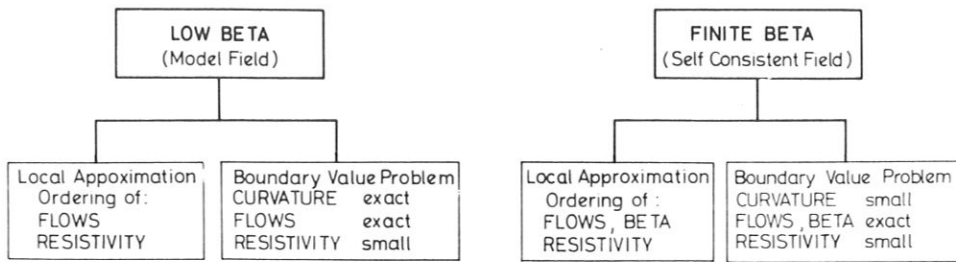 LOW BETA
(Model Field)
Local Appoximation
Ordering of:
FLOWS
RESISTIVITY
Boundary Value Problem
CURVATURE exact
FLOWS exact
RESISTIVITY small
FINITE BETA
(Self Consistent Field)
Local Approximation
Ordering of :
FLOWS, BETA
RESISTIVITY
Boundary Value Problem
CURVATURE small
FLOWS, BETA exact
RESISTIVITY small